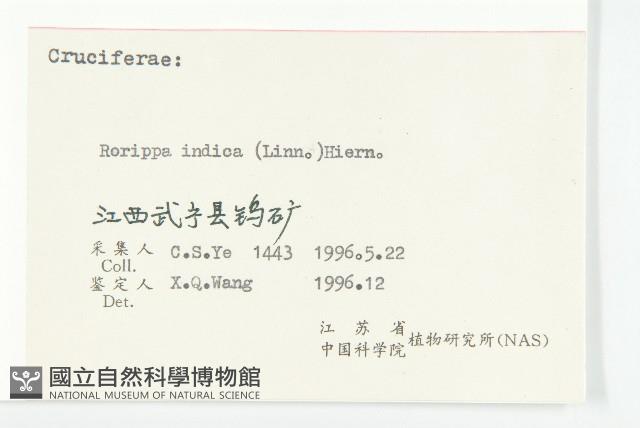 Cruciferae:
Rorippa indica (Linn.)Hiern.
江西武宁县钨矿
采集人 C.S.Ye 1443 1996.5.22
Coll.
鉴定人 X.Q.Wang 1996.12
Det.
江苏省
中国科学院 植物研究所(NAS)
國立自然科學博物館
NATIONAL MUSEUM OF NATURAL SCIENCE